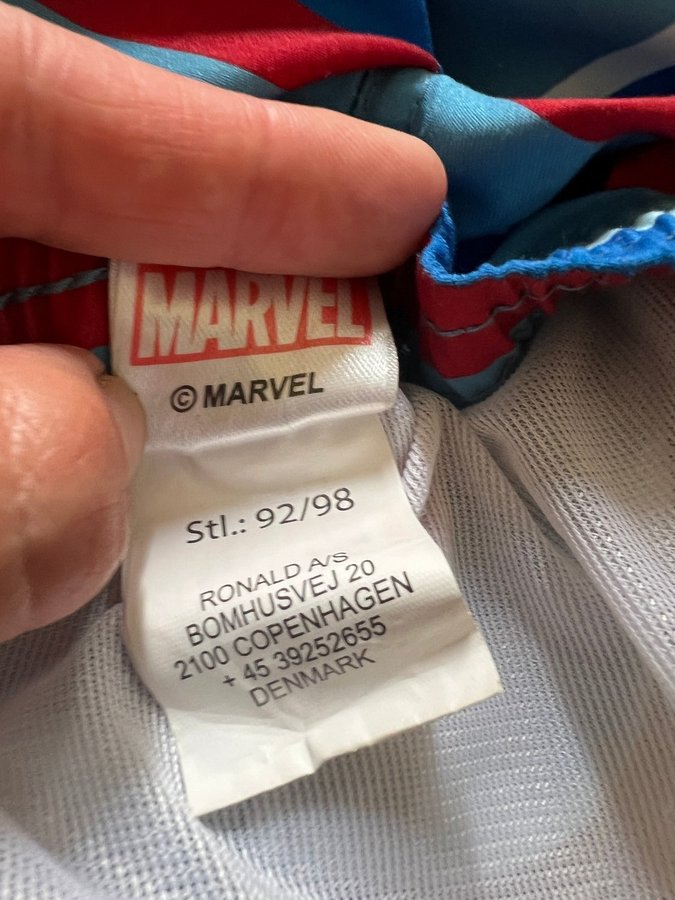 MARVEL
© MARVEL
Stl.: 92/98
RONALD A/S
BOMHUSVEJ 20
2100 COPENHAGEN
+ 45 39252655
DENMARK